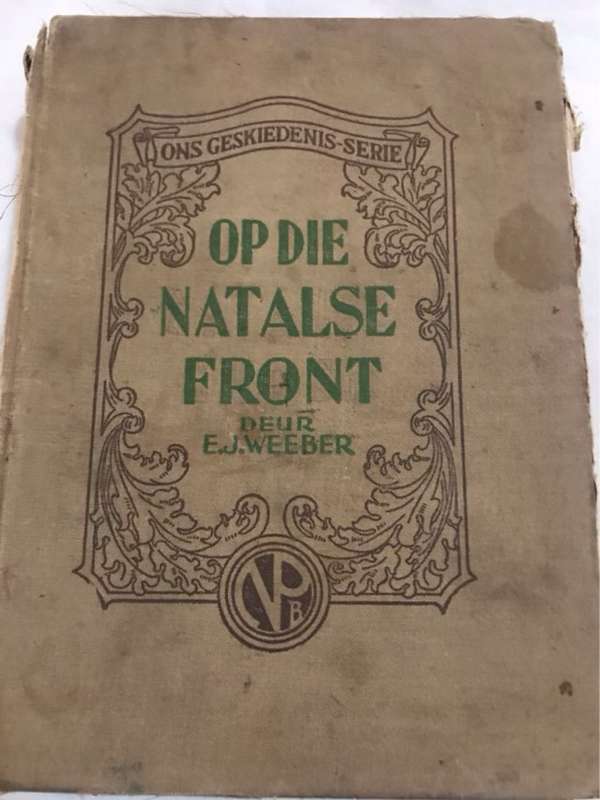 ONS GESKIEDENIS-SERIE
OP DIE
NATALSE
FRONT
DEUR
E.J. WEEBER
NPB